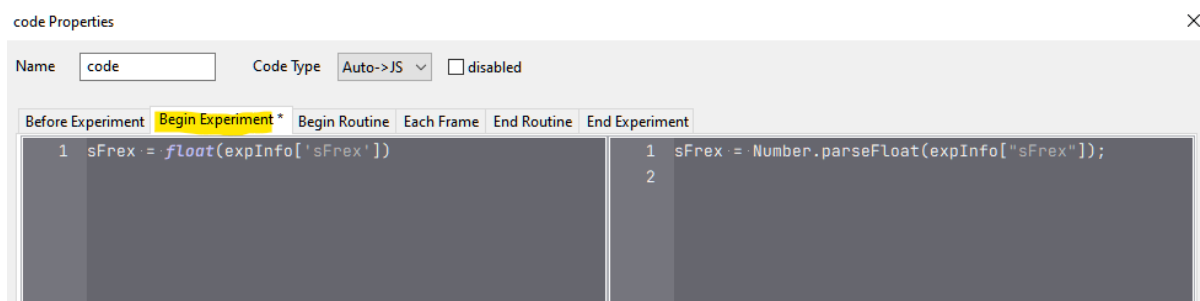 code Properties
Name code Code Type Auto->JS disabled
Before Experiment Begin Experiment * Begin Routine Each Frame End Routine End Experiment
1 sFrex = float(expInfo['sFrex']) 1 sFrex = Number.parseFloat(expInfo["sFrex"]);
2